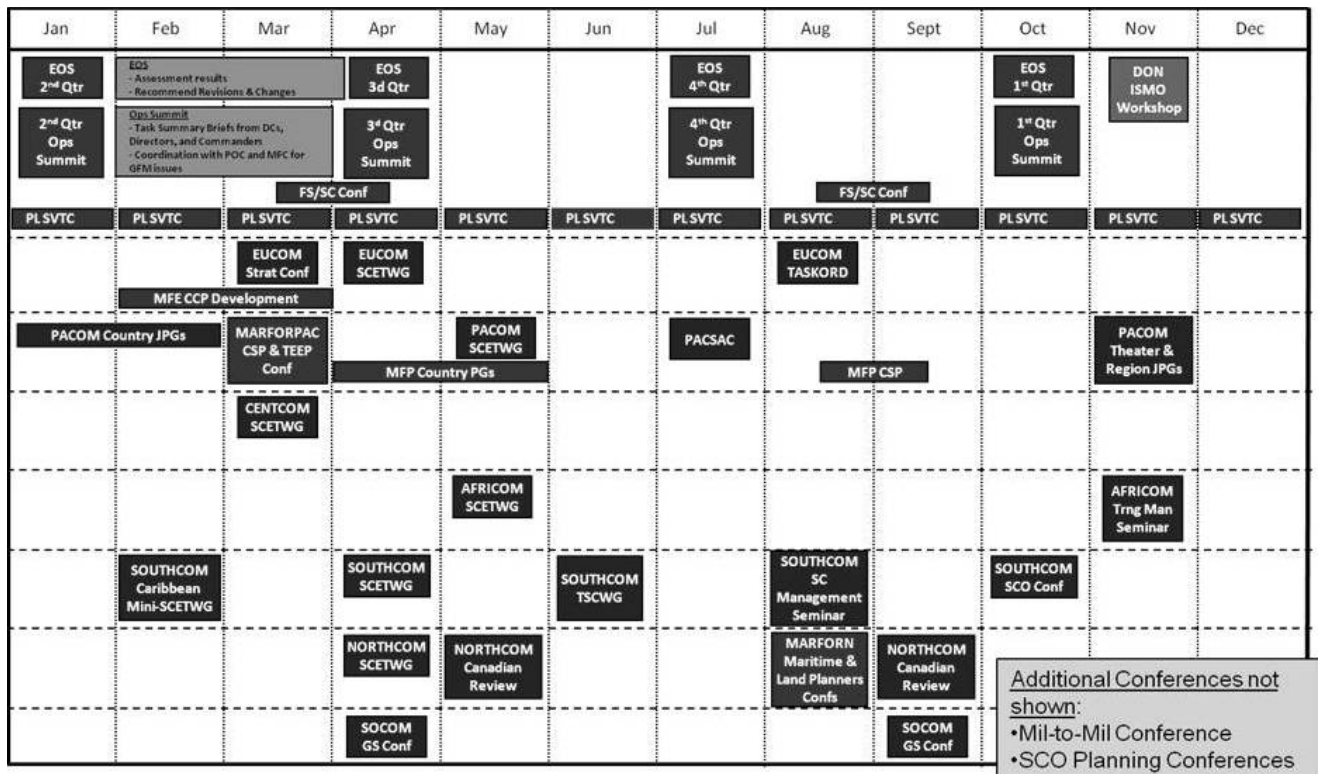 Jan Feb Mar Apr May Jun Jul Aug Sept Oct Nov Dec
EOS
2nd Qtr
EOS
- Assessment results
- Recommend Revisions & Changes
EOS
3d Qtr
EOS
4th Qtr
EOS
1st Qtr
DON
ISMO
Workshop
2nd Qtr
Ops
Summit
Ops Summit
- Task Summary Briefs from DCs,
Directors, and Commanders
- Coordination with POC and MFC for
GFM issues
3rd Qtr
Ops
Summit
4th Qtr
Ops
Summit
1st Qtr
Ops
Summit
FS/SC Conf
FS/SC Conf
PL SVTC PL SVTC PL SVTC PL SVTC PL SVTC PL SVTC PL SVTC PL SVTC PL SVTC PL SVTC PL SVTC PL SVTC
EUCOM
Strat Conf
EUCOM
SCETWG
EUCOM
TASKORD
MFE CCP Development
PACOM Country JPGs
MARFORPAC
CSP & TEEP
Conf
PACOM
SCETWG
PACSAC
PACOM
Theater &
Region JPGs
MFP Country PGs
MFP CSP
CENTCOM
SCETWG
AFRICOM
SCETWG
AFRICOM
Trng Man
Seminar
SOUTHCOM
Caribbean
Mini-SCETWG
SOUTHCOM
SCETWG
SOUTHCOM
TSCWG
SOUTHCOM
SC
Management
Seminar
SOUTHCOM
SCO Conf
NORTHCOM
SCETWG
NORTHCOM
Canadian
Review
MARFORN
Maritime &
Land Planners
Confs
NORTHCOM
Canadian
Review
SOCOM
GS Conf
SOCOM
GS Conf
Additional Conferences not
shown:
•Mil-to-Mil Conference
•SCO Planning Conferences